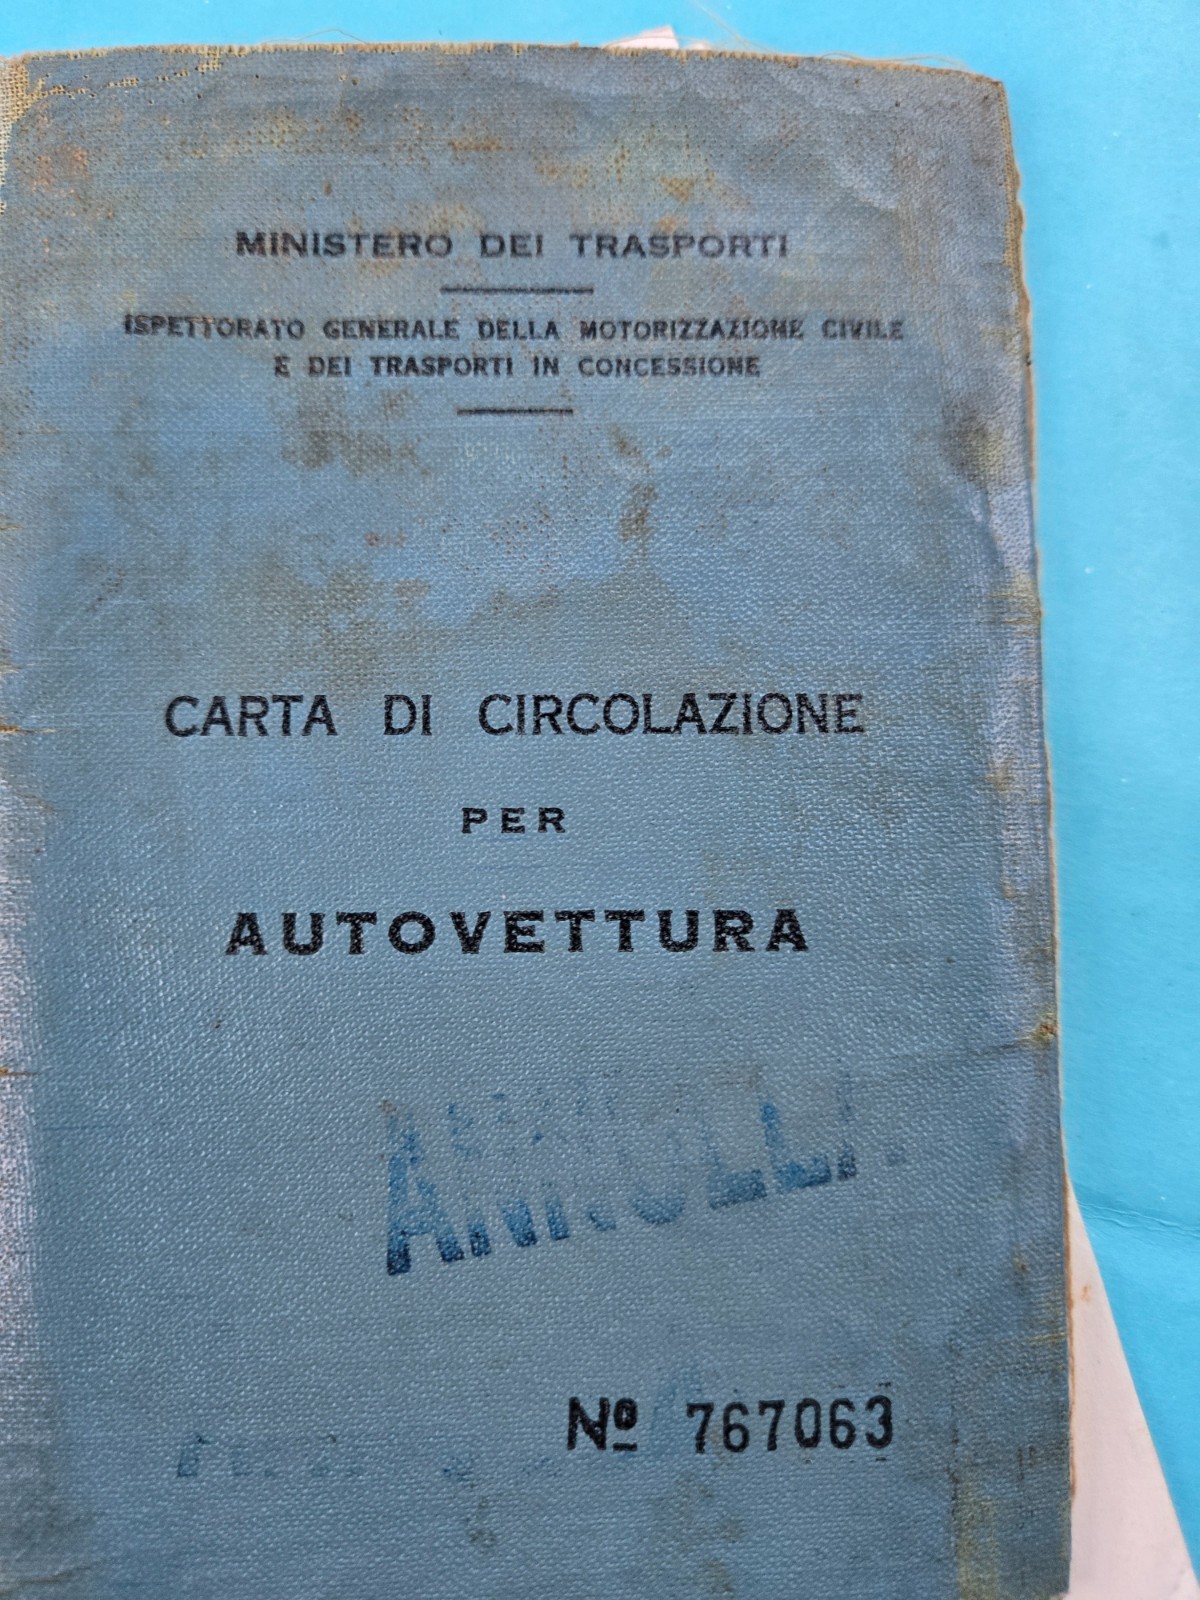 MINISTERO DEI TRASPORTI
ISPETTORATO GENERALE DELLA MOTORIZZAZIONE CIVILE
E DEI TRASPORTI IN CONCESSIONE
CARTA DI CIRCOLAZIONE
PER
AUTOVETTURA
Nº 767063